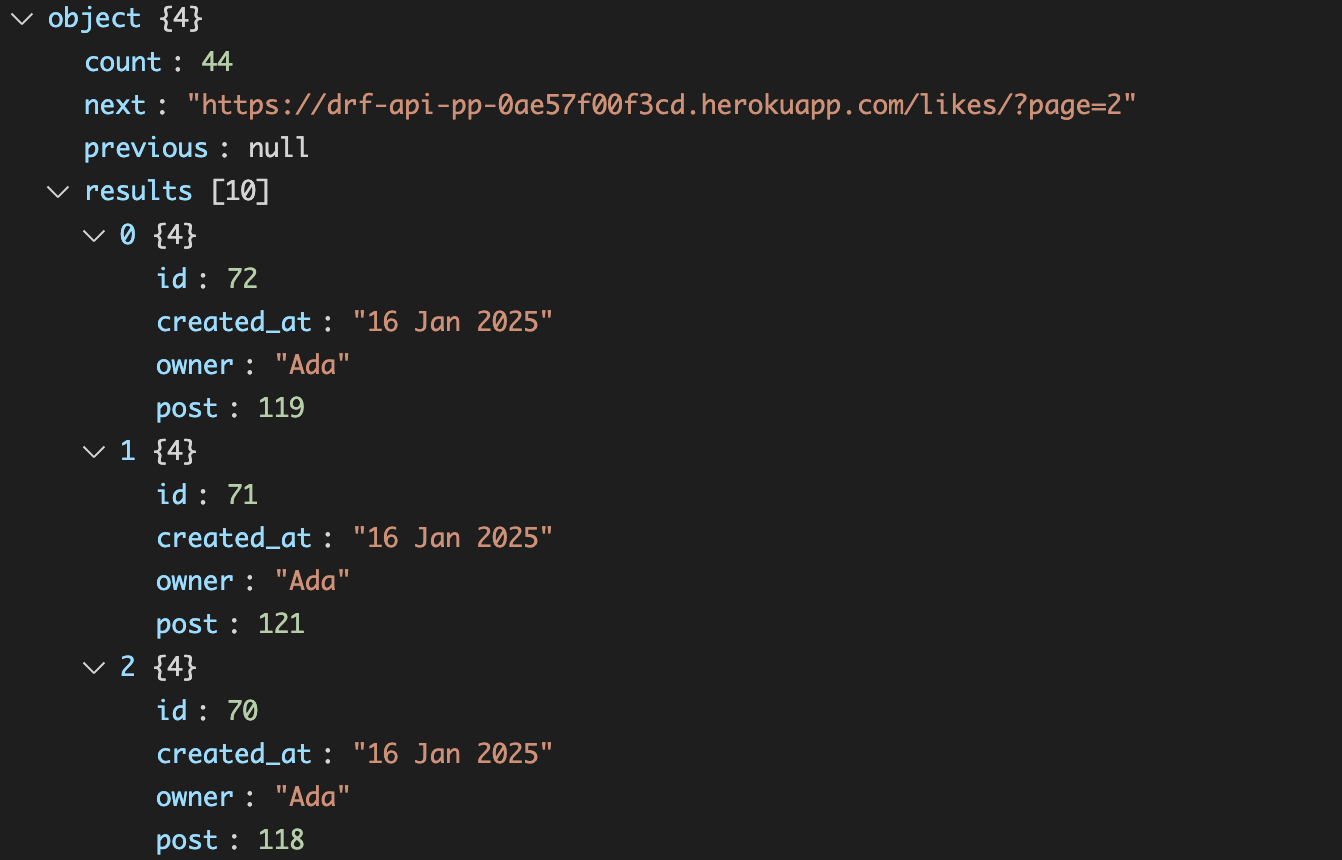 object {4}
count : 44
next : "https://drf-api-pp-0ae57f00f3cd.herokuapp.com/likes/?page=2"
previous : null
results [10]
0 {4}
id : 72
created_at : "16 Jan 2025"
owner : "Ada"
post : 119
1 {4}
id : 71
created_at : "16 Jan 2025"
owner : "Ada"
post : 121
2 {4}
id : 70
created_at : "16 Jan 2025"
owner : "Ada"
post : 118